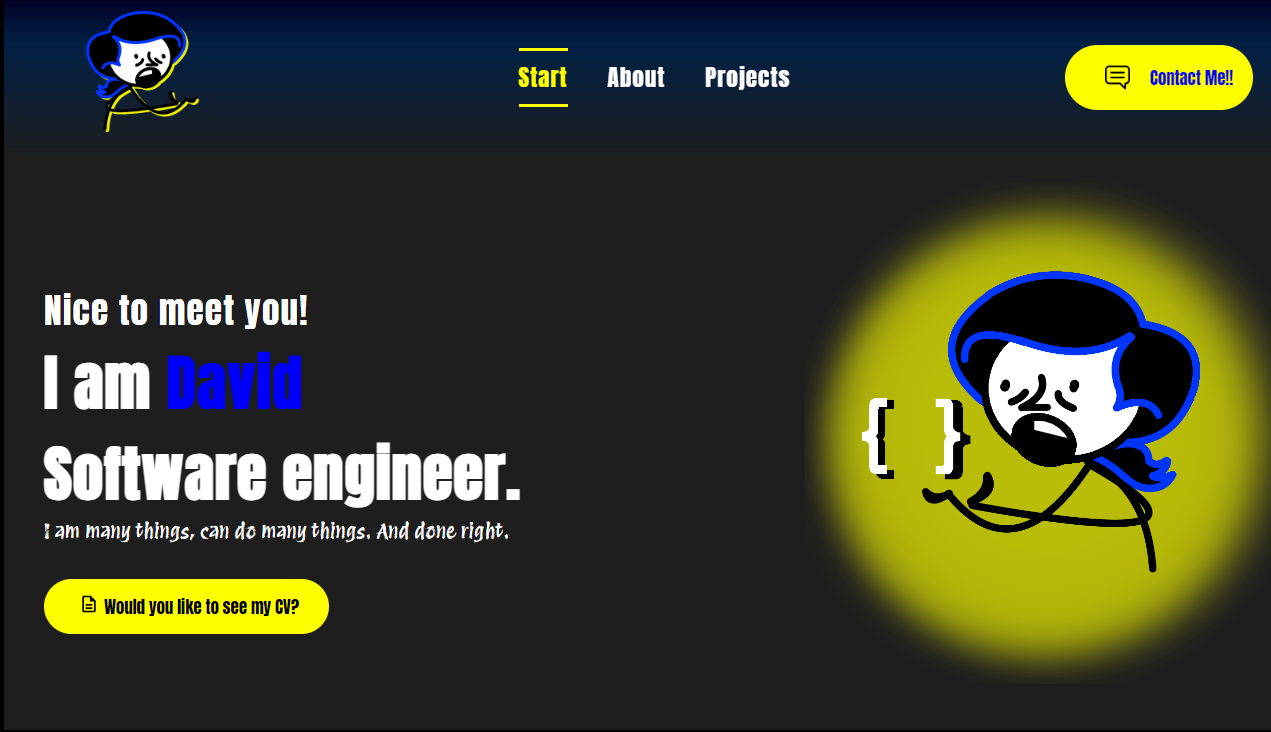 Start About Projects Contact Me!!
Nice to meet you!
I am David
Software engineer.
I am many things, can do many things. And done right.
Would you like to see my CV?
{ }